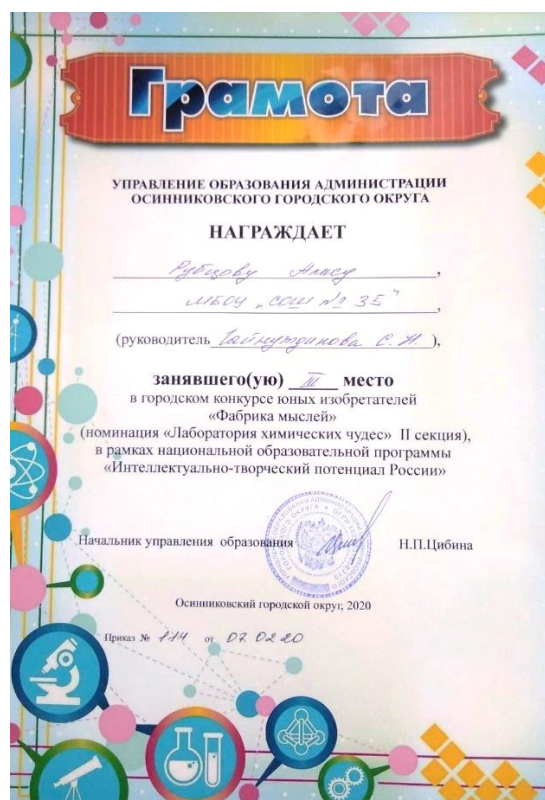 Грамота
УПРАВЛЕНИЕ ОБРАЗОВАНИЯ АДМИНИСТРАЦИИ
ОСИННИКОВСКОГО ГОРОДСКОГО ОКРУГА
НАГРАЖДАЕТ
Рубцову Алису,
МБОУ „СОШ № 35",
(руководитель Гайнутдинова С. Н.),
занявшего(ую) III место
в городском конкурсе юных изобретателей
«Фабрика мыслей»
(номинация «Лаборатория химических чудес» II секция),
в рамках национальной образовательной программы
«Интеллектуально-творческий потенциал России»
Начальник управления образования Н.П.Цибина
Осинниковский городской округ, 2020
Приказ № 114 от 07.02.20